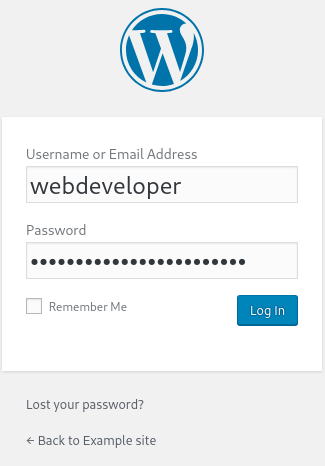 Username or Email Address
webdeveloper
Password
••••••••••••••••••••••••
Remember Me
Log In
Lost your password?
← Back to Example site